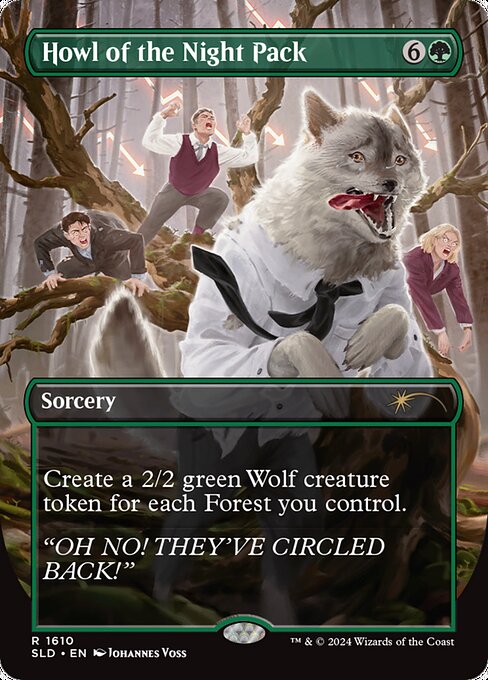 Howl of the Night Pack 6
Sorcery
Create a 2/2 green Wolf creature
token for each Forest you control.
“OH NO! THEY’VE CIRCLED
BACK!”
R 1610
SLD • EN Johannes Voss
™ & © 2024 Wizards of the Coast